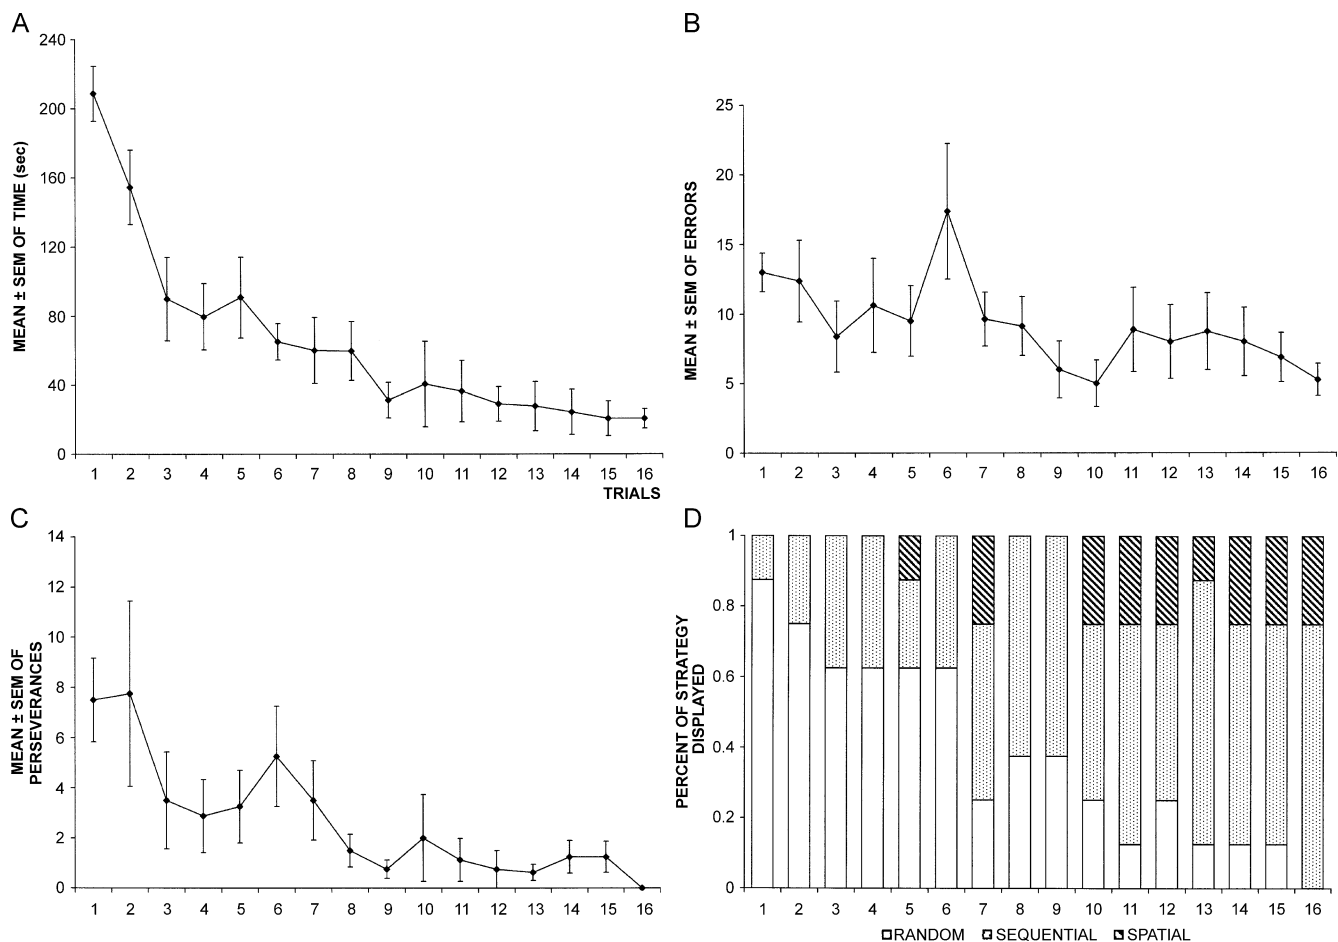 A
240
200
160
120
80
40
0
MEAN ± SEM OF TIME (sec)
1 2 3 4 5 6 7 8 9 10 11 12 13 14 15 16
TRIALS
B
25
20
15
10
5
0
MEAN ± SEM OF ERRORS
1 2 3 4 5 6 7 8 9 10 11 12 13 14 15 16
C
14
12
10
8
6
4
2
0
MEAN ± SEM OF
PERSEVERANCES
1 2 3 4 5 6 7 8 9 10 11 12 13 14 15 16
D
1
0.8
0.6
0.4
0.2
0
PERCENT OF STRATEGY
DISPLAYED
1 2 3 4 5 6 7 8 9 10 11 12 13 14 15 16
RANDOM SEQUENTIAL SPATIAL